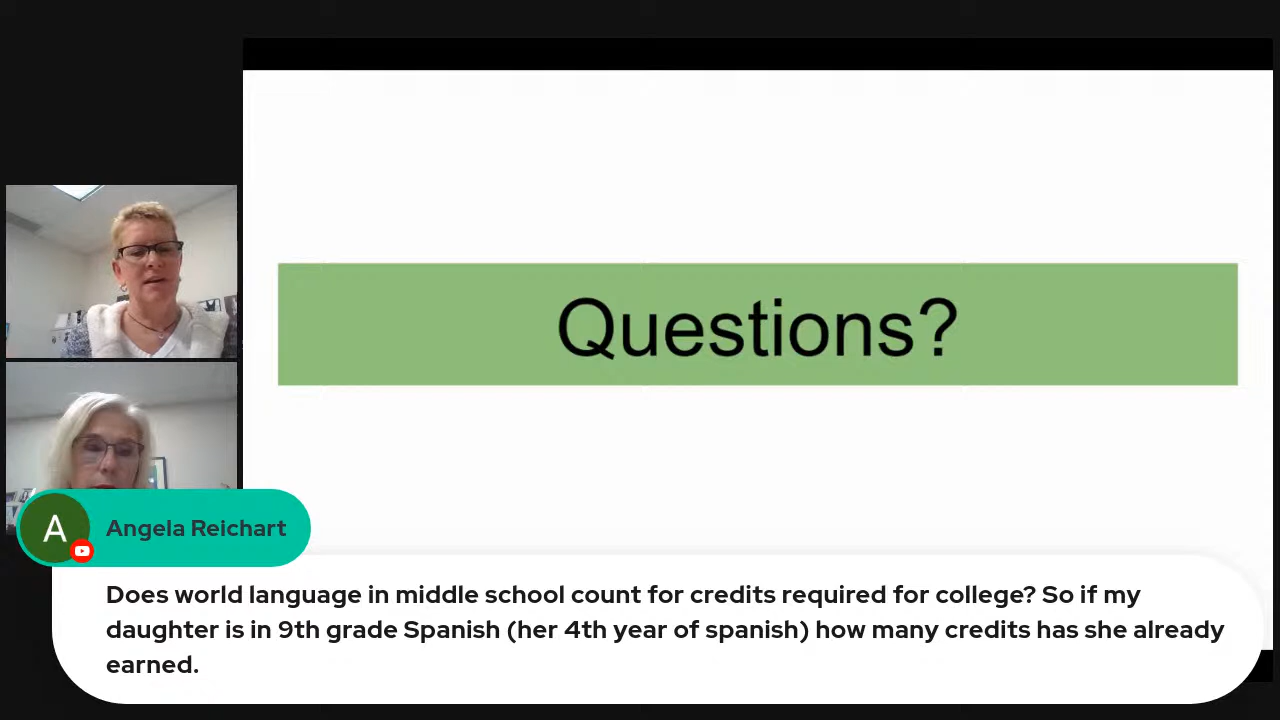 Questions?
A
Angela Reichart
Does world language in middle school count for credits required for college? So if my
daughter is in 9th grade Spanish (her 4th year of spanish) how many credits has she already
earned.